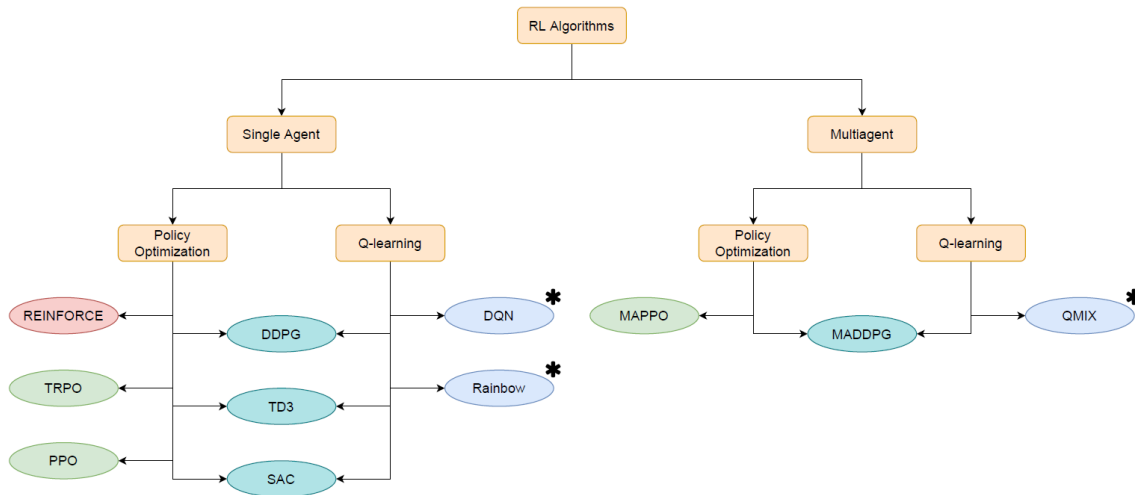 RL Algorithms
Single Agent
Multiagent
Policy
Optimization
Q-learning
Policy
Optimization
Q-learning
REINFORCE
DDPG
DQN
*
TRPO
TD3
Rainbow
*
PPO
SAC
MAPPO
MADDPG
QMIX
*